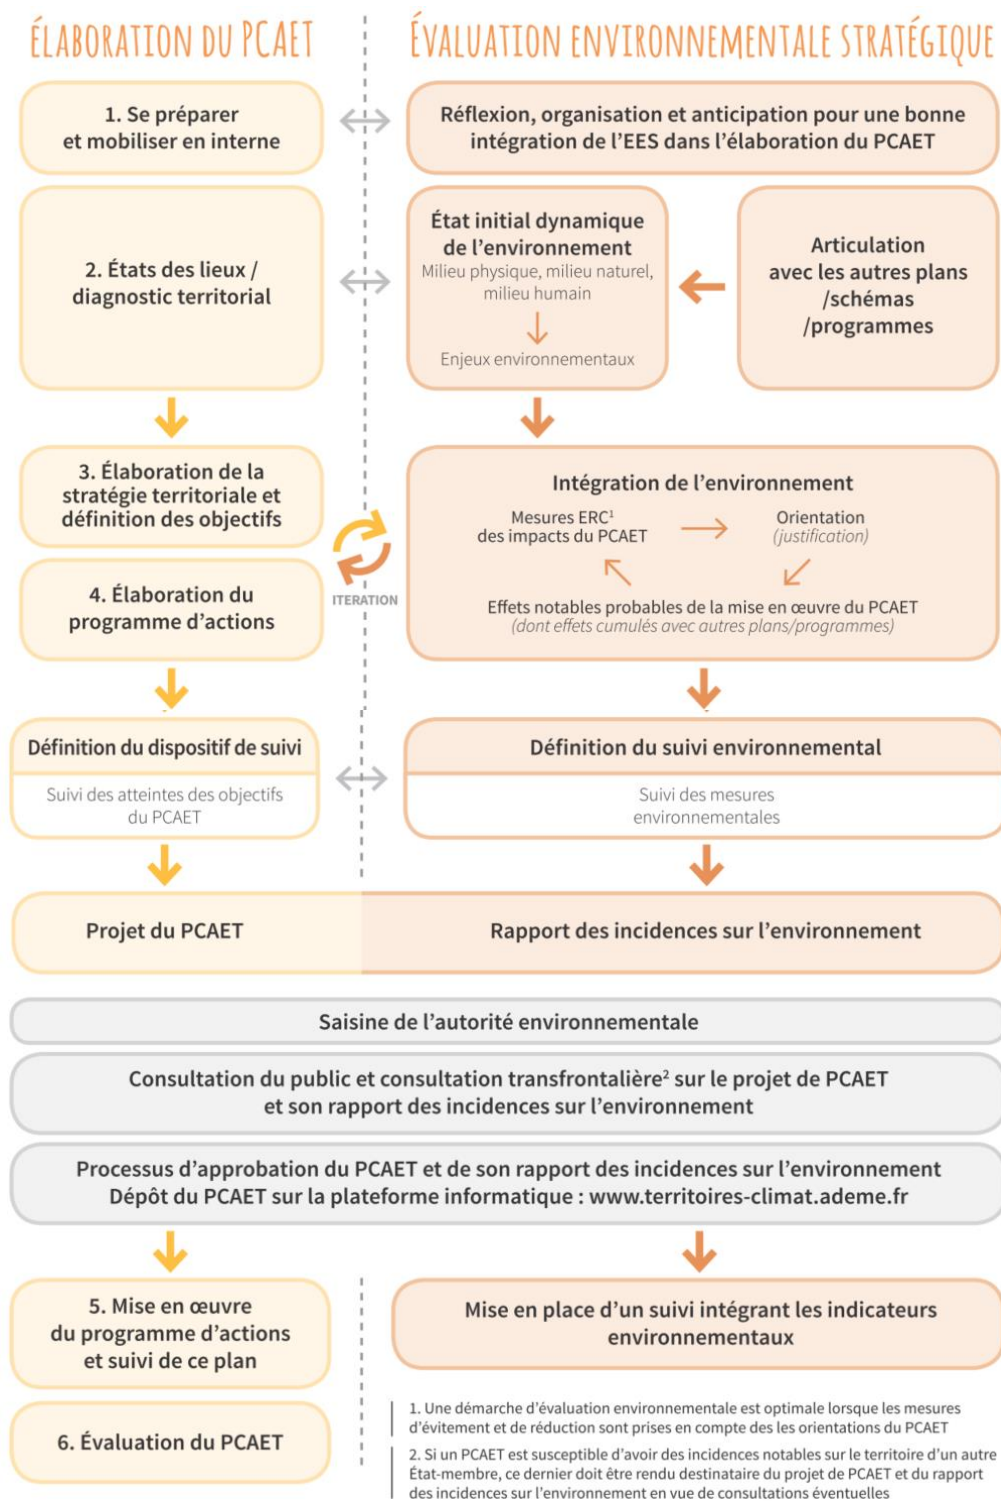 ÉLABORATION DU PCAET
ÉVALUATION ENVIRONNEMENTALE STRATÉGIQUE
1. Se préparer
et mobiliser en interne
Réflexion, organisation et anticipation pour une bonne
intégration de l'EES dans l'élaboration du PCAET
2. États des lieux /
diagnostic territorial
État initial dynamique
de l'environnement
Milieu physique, milieu naturel,
milieu humain
Enjeux environnementaux
Articulation
avec les autres plans
/schémas
/programmes
3. Élaboration de la
stratégie territoriale et
définition des objectifs
4. Élaboration du
programme d'actions
ITERATION
Intégration de l'environnement
Mesures ERC¹
des impacts du PCAET
Orientation
(justification)
Effets notables probables de la mise en œuvre du PCAET
(dont effets cumulés avec autres plans/programmes)
Définition du dispositif de suivi
Suivi des atteintes des objectifs
du PCAET
Définition du suivi environnemental
Suivi des mesures
environnementales
Projet du PCAET
Rapport des incidences sur l'environnement
Saisine de l'autorité environnementale
Consultation du public et consultation transfrontalière² sur le projet de PCAET
et son rapport des incidences sur l'environnement
Processus d'approbation du PCAET et de son rapport des incidences sur l'environnement
Dépôt du PCAET sur la plateforme informatique : www.territoires-climat.ademe.fr
5. Mise en œuvre
du programme d'actions
et suivi de ce plan
Mise en place d'un suivi intégrant les indicateurs
environnementaux
6. Évaluation du PCAET
1. Une démarche d'évaluation environnementale est optimale lorsque les mesures
d'évitement et de réduction sont prises en compte des les orientations du PCAET
2. Si un PCAET est susceptible d'avoir des incidences notables sur le territoire d'un autre
État-membre, ce dernier doit être rendu destinataire du projet de PCAET et du rapport
des incidences sur l'environnement en vue de consultations éventuelles